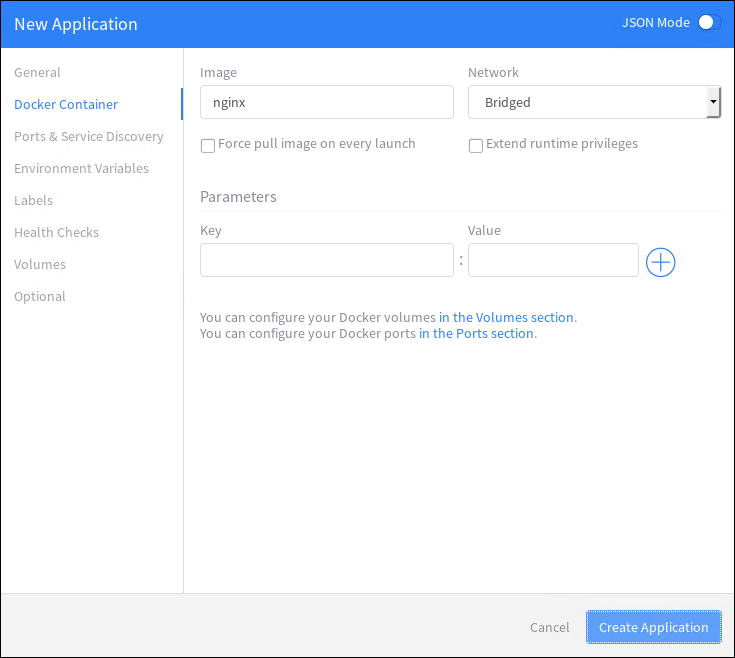 New Application
JSON Mode
General
Docker Container
Ports & Service Discovery
Environment Variables
Labels
Health Checks
Volumes
Optional
Image
Network
nginx
Bridged
Force pull image on every launch
Extend runtime privileges
Parameters
Key
Value
:
You can configure your Docker volumes in the Volumes section.
You can configure your Docker ports in the Ports section.
Cancel
Create Application